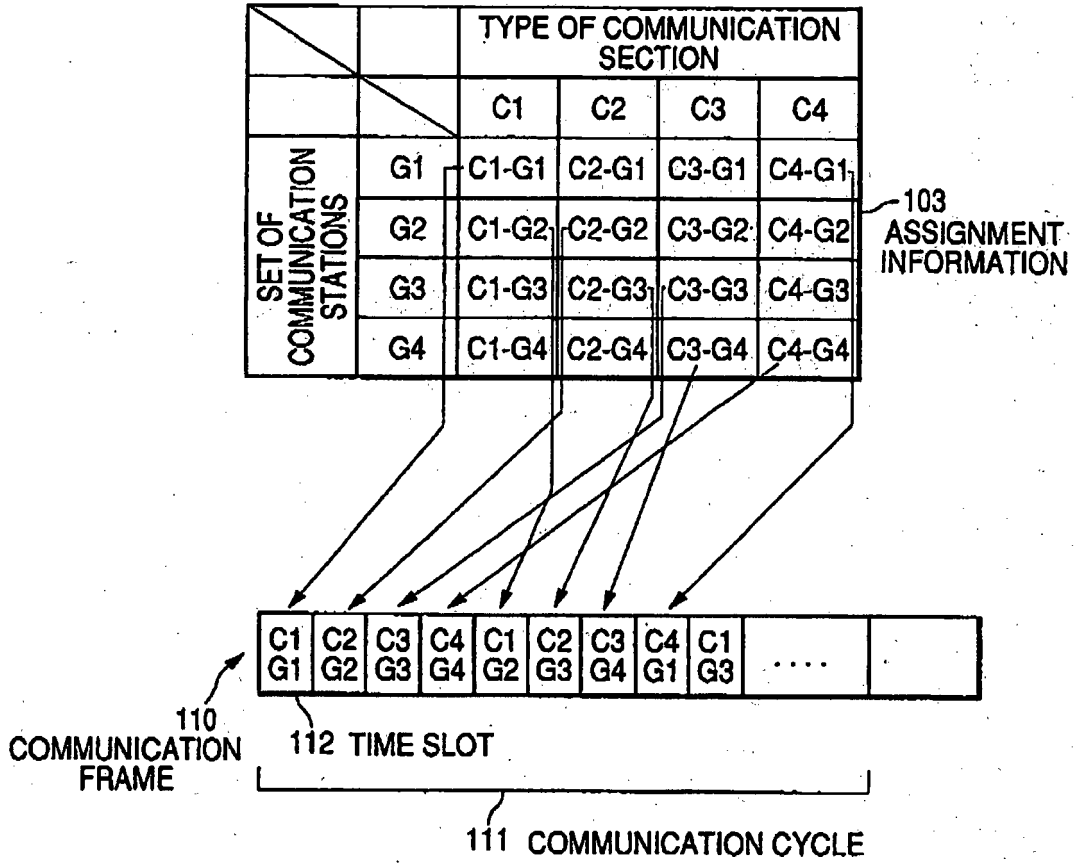 TYPE OF COMMUNICATION
SECTION
C1 C2 C3 C4
SET OF
COMMUNICATION
STATIONS
G1 C1-G1 C2-G1 C3-G1 C4-G1
G2 C1-G2 C2-G2 C3-G2 C4-G2
G3 C1-G3 C2-G3 C3-G3 C4-G3
G4 C1-G4 C2-G4 C3-G4 C4-G4
103
ASSIGNMENT
INFORMATION
C1 C2 C3 C4 C1 C2 C3 C4 C1
G1 G2 G3 G4 G2 G3 G4 G1 G3 ....
110
COMMUNICATION
FRAME
112 TIME SLOT
111 COMMUNICATION CYCLE